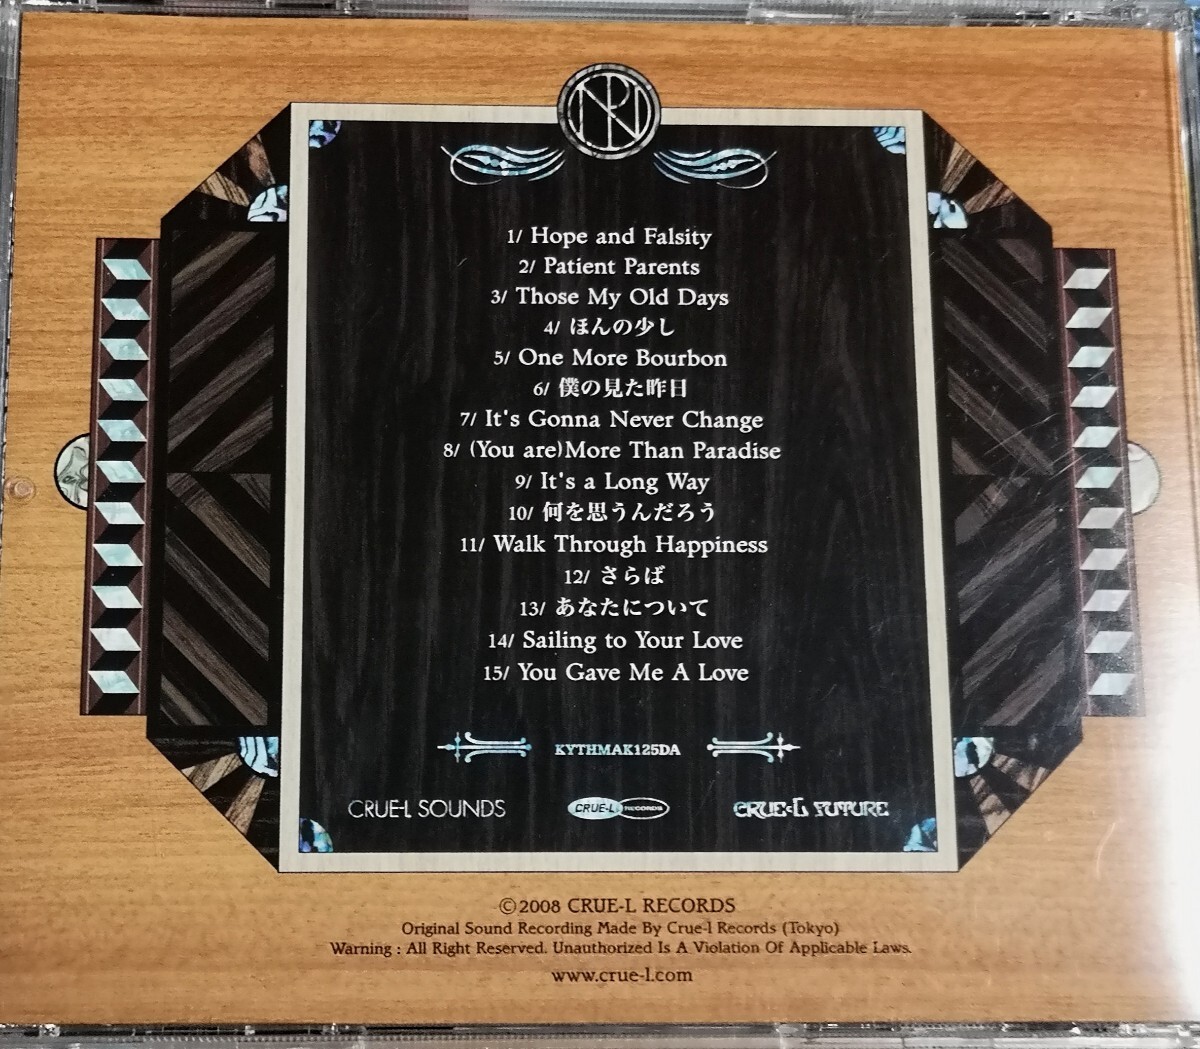 NRD
1/ Hope and Falsity
2/ Patient Parents
3/ Those My Old Days
4/ ほんの少し
5/ One More Bourbon
6/ 僕の見た昨日
7/ It's Gonna Never Change
8/ (You are)More Than Paradise
9/ It's a Long Way
10/ 何を思うんだろう
11/ Walk Through Happiness
12/ さらば
13/ あなたについて
14/ Sailing to Your Love
15/ You Gave Me A Love
KYTHMAK125DA
CRUE-L SOUNDS
CRUE-L RECORDS
CRUE-L FUTURE
©2008 CRUE-L RECORDS
Original Sound Recording Made By Crue-l Records (Tokyo)
Warning : All Right Reserved. Unauthorized Is A Violation Of Applicable Laws.
www.crue-l.com